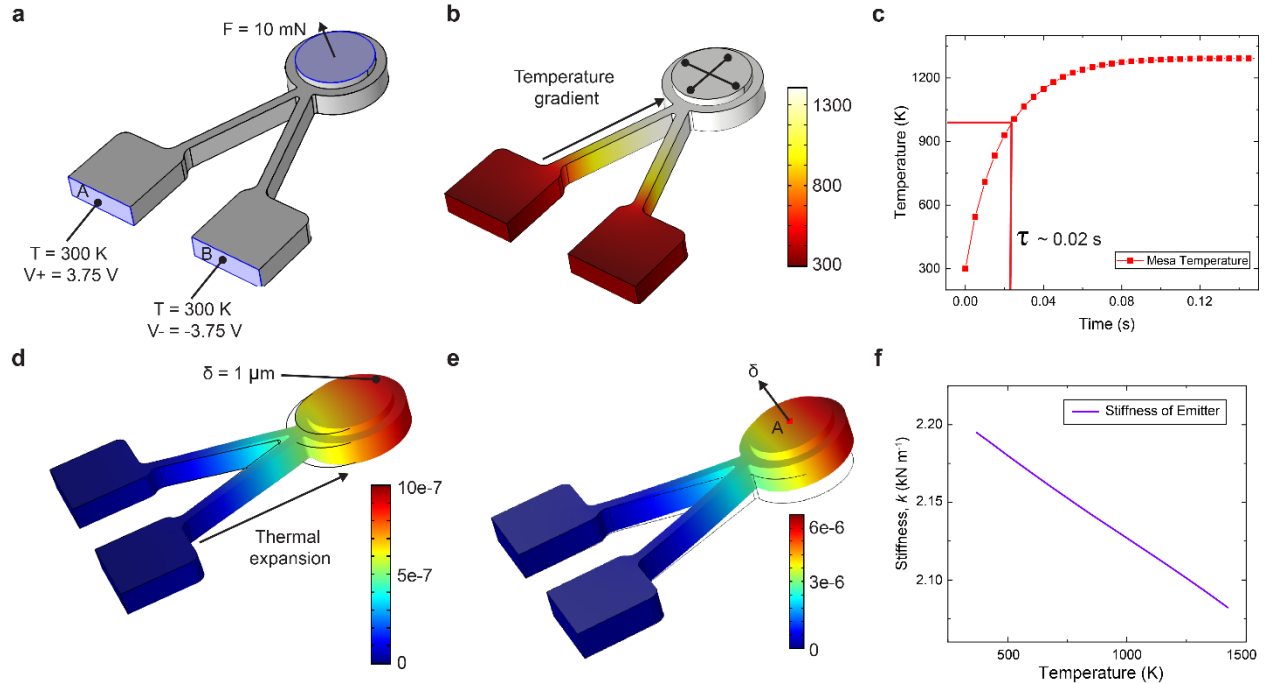 a
F = 10 mN
A
B
T = 300 K
V+ = 3.75 V
T = 300 K
V- = -3.75 V
b
Temperature
gradient
1300
800
300
c
Temperature (K)
1200
900
600
300
τ ~ 0.02 s
Mesa Temperature
0.00
0.04
0.08
0.12
Time (s)
d
δ = 1 μm
Thermal
expansion
10e-7
5e-7
0
e
δ
A
6e-6
3e-6
0
f
Stiffness, k (kN m⁻¹)
2.20
2.15
2.10
Stiffness of Emitter
500
1000
1500
Temperature (K)